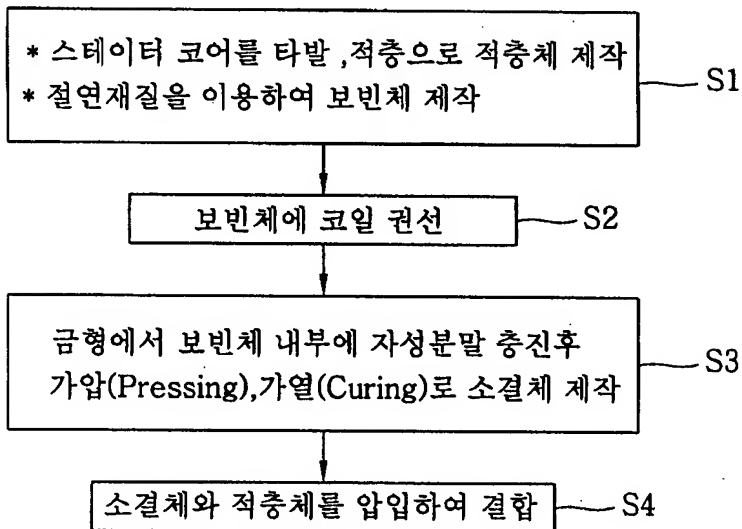 * 스테이터 코어를 타발 ,적층으로 적층체 제작
* 절연재질을 이용하여 보빈체 제작
S1
보빈체에 코일 권선
S2
금형에서 보빈체 내부에 자성분말 충진후
가압(Pressing),가열(Curing)로 소결체 제작
S3
소결체와 적층체를 압입하여 결합
S4